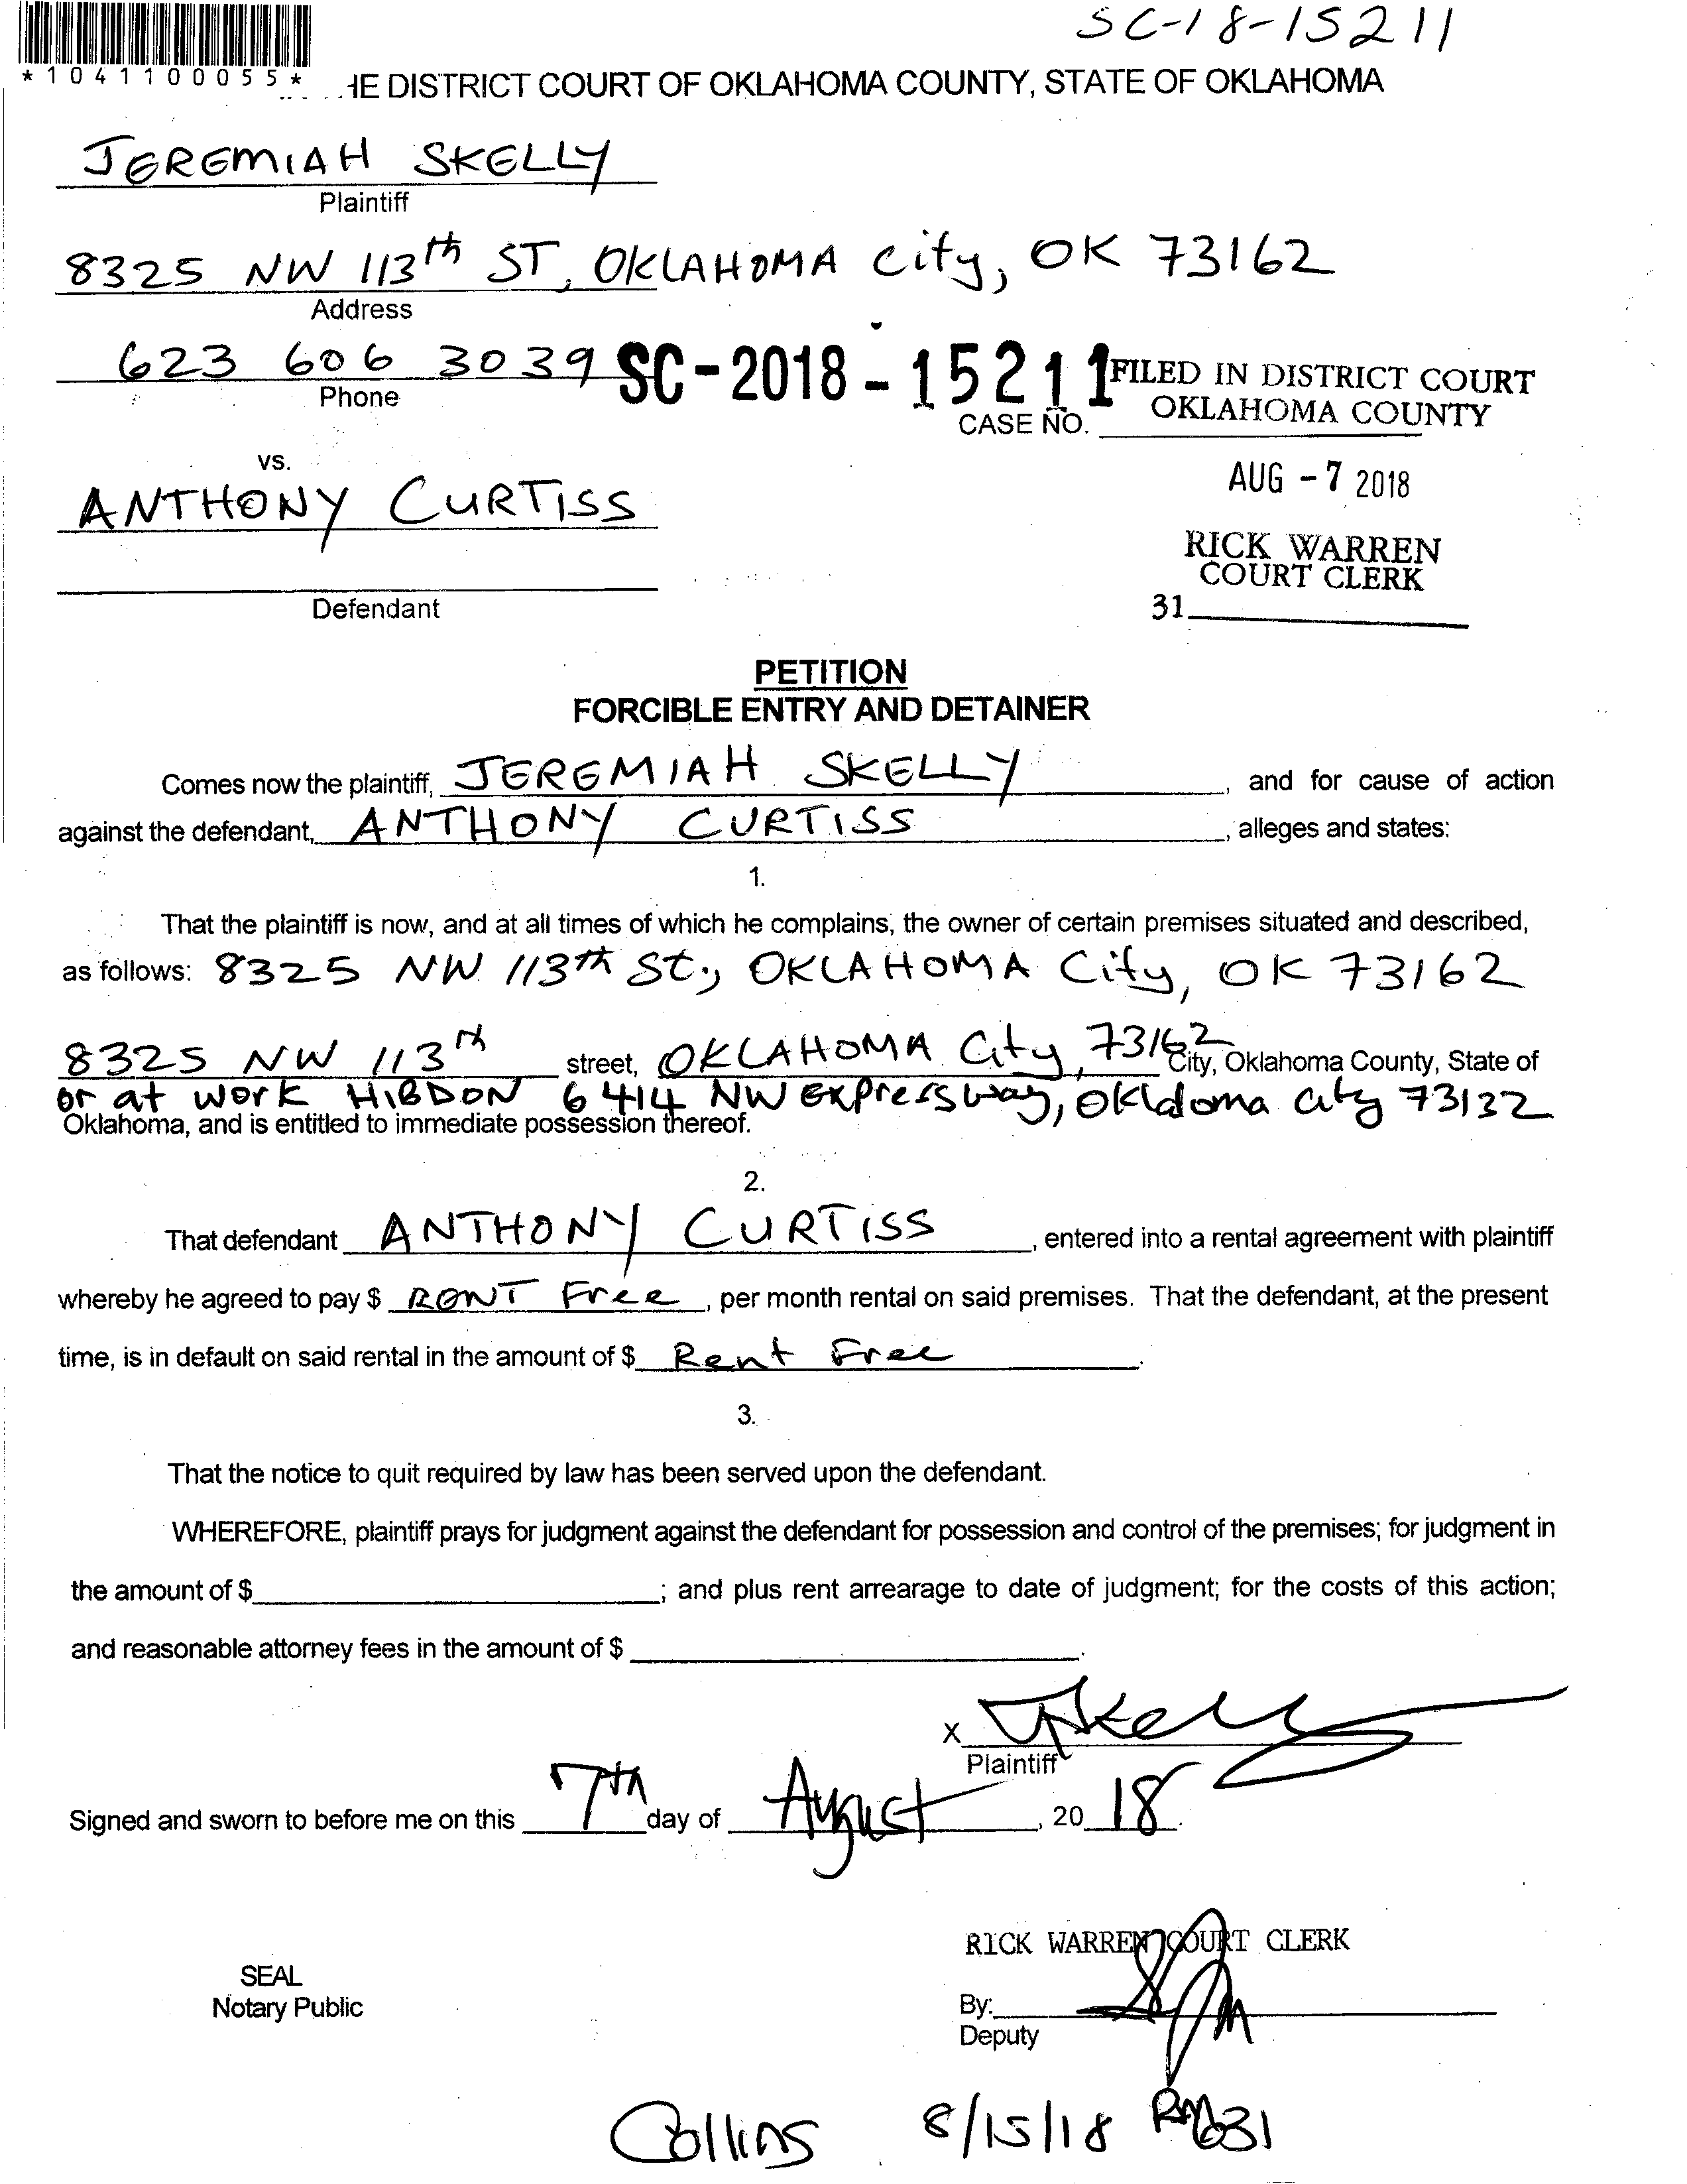 SC-18-15211
*1041100055*
HE DISTRICT COURT OF OKLAHOMA COUNTY, STATE OF OKLAHOMA
JEREMIAH SKELLY
Plaintiff
8325 NW 113th ST, OKLAHOMA City, OK 73162
Address
623 606 3039 SC-2018-15211 FILED IN DISTRICT COURT
Phone
CASE NO. OKLAHOMA COUNTY
vs.
AUG -7 2018
ANTHONY CURTISS
RICK WARREN
COURT CLERK
Defendant
31
PETITION
FORCIBLE ENTRY AND DETAINER
Comes now the plaintiff, JEREMIAH SKELLY, and for cause of action
against the defendant, ANTHONY CURTISS, alleges and states:
1.
That the plaintiff is now, and at all times of which he complains, the owner of certain premises situated and described,
as follows: 8325 NW 113th St., OKLAHOMA City, OK 73162
8325 NW 113th street, OKLAHOMA City, 73162 City, Oklahoma County, State of
or at work HIBDON 6414 NW Expressway, Okladoma City 73132
Oklahoma, and is entitled to immediate possession thereof.
2.
That defendant ANTHONY CURTISS, entered into a rental agreement with plaintiff
whereby he agreed to pay $ RENT Free, per month rental on said premises. That the defendant, at the present
time, is in default on said rental in the amount of $ Rent Free.
3.
That the notice to quit required by law has been served upon the defendant.
WHEREFORE, plaintiff prays for judgment against the defendant for possession and control of the premises; for judgment in
the amount of $ ; and plus rent arrearage to date of judgment; for the costs of this action;
and reasonable attorney fees in the amount of $ .
X JSkelly
Plaintiff
Signed and sworn to before me on this 7th day of August, 20 18.
RICK WARREN COURT CLERK
SEAL
Notary Public
By:
Deputy
Collins 8/15/18 Rm 631